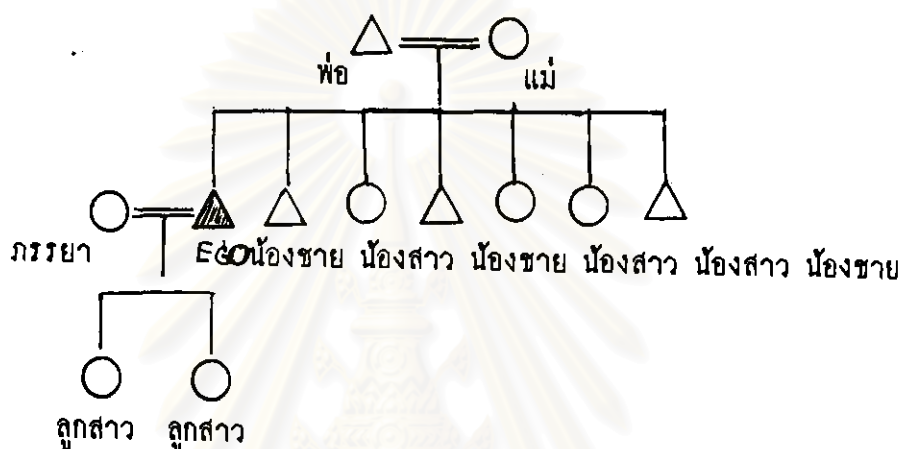 พ่อ
แม่
ภรรยา EGO น้องชาย น้องสาว น้องชาย น้องสาว น้องสาว น้องชาย
ลูกสาว ลูกสาว